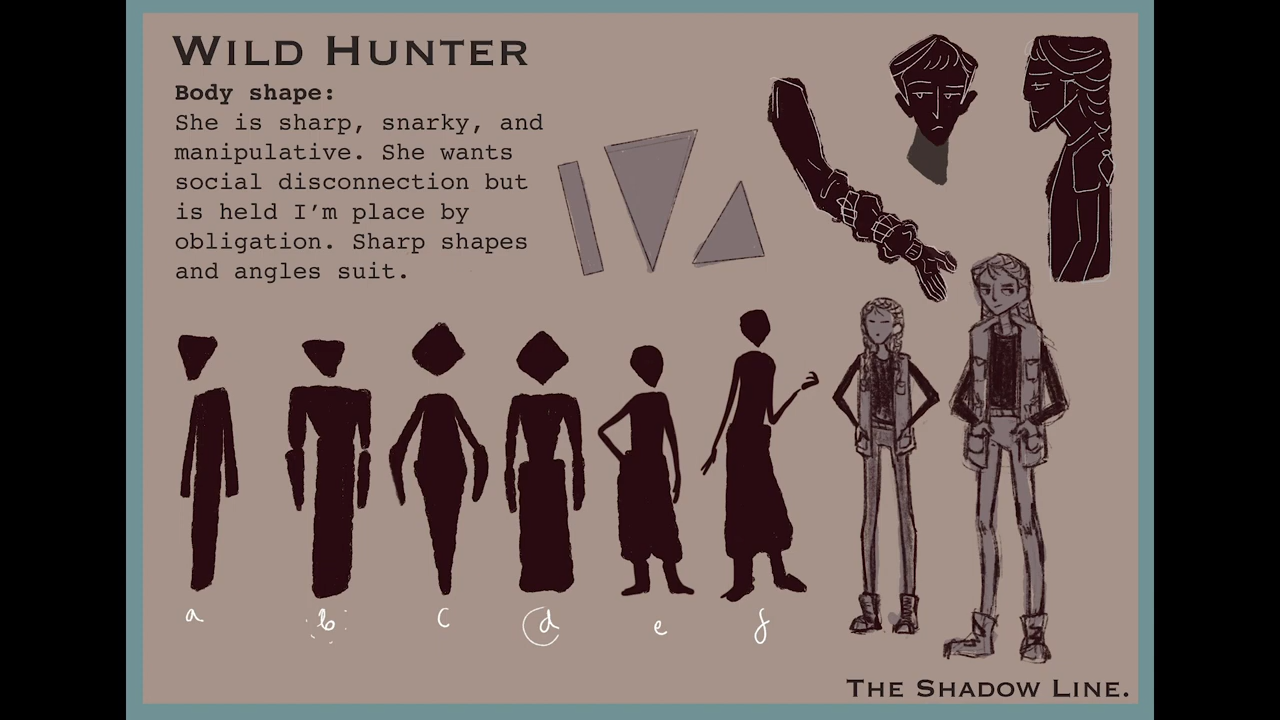 WILD HUNTER
Body shape:
She is sharp, snarky, and
manipulative. She wants
social disconnection but
is held I'm place by
obligation. Sharp shapes
and angles suit.
a b c d e f
THE SHADOW LINE.